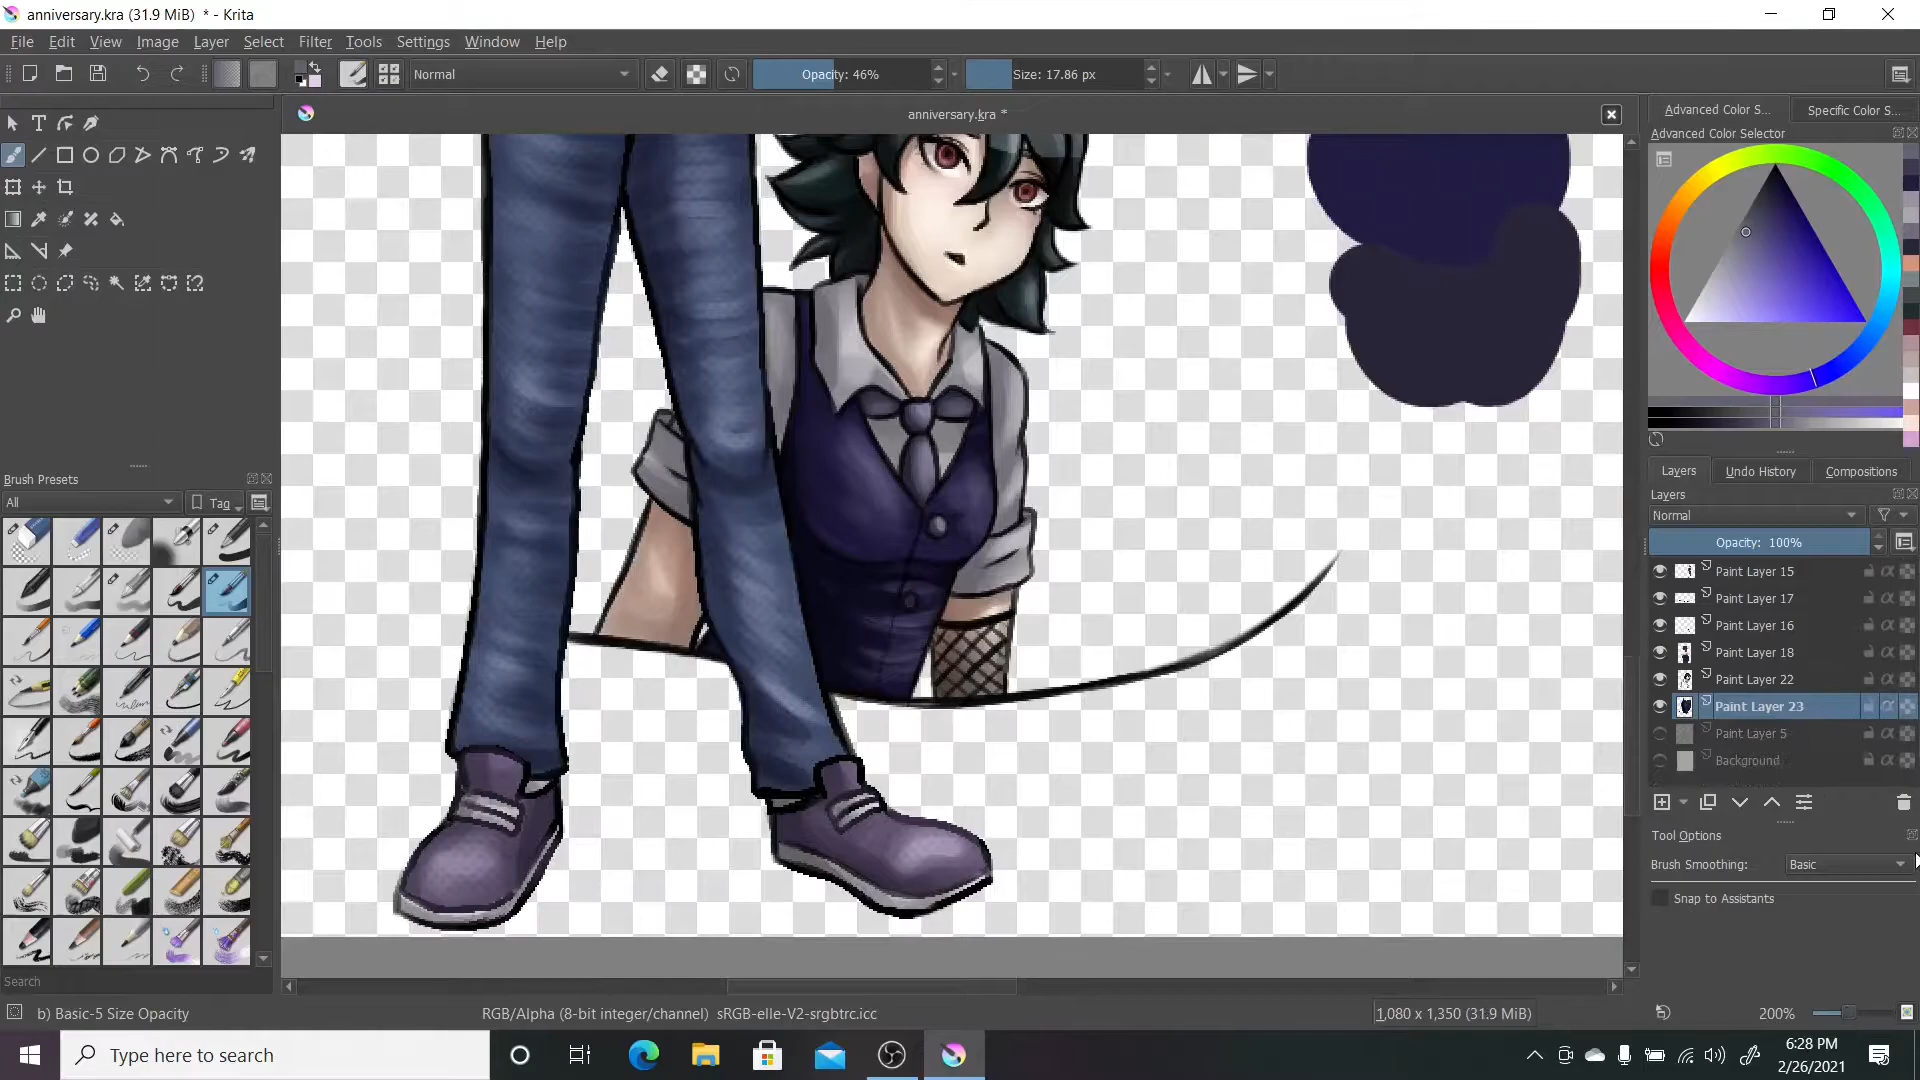 anniversary.kra (31.9 MiB) * - Krita
File Edit View Image Layer Select Filter Tools Settings Window Help
Normal Opacity: 46% Size: 17.86 px
anniversary.kra *
Advanced Color S... Specific Color S...
Advanced Color Selector
Brush Presets
All Tag
Search
Layers Undo History Compositions
Layers
Normal
Opacity: 100%
Paint Layer 15
Paint Layer 17
Paint Layer 16
Paint Layer 18
Paint Layer 22
Paint Layer 23
Paint Layer 5
Background
Tool Options
Brush Smoothing: Basic
Snap to Assistants
b) Basic-5 Size Opacity RGB/Alpha (8-bit integer/channel) sRGB-elle-V2-srgbtrc.icc 1,080 x 1,350 (31.9 MiB) 200%
Type here to search
6:28 PM
2/26/2021